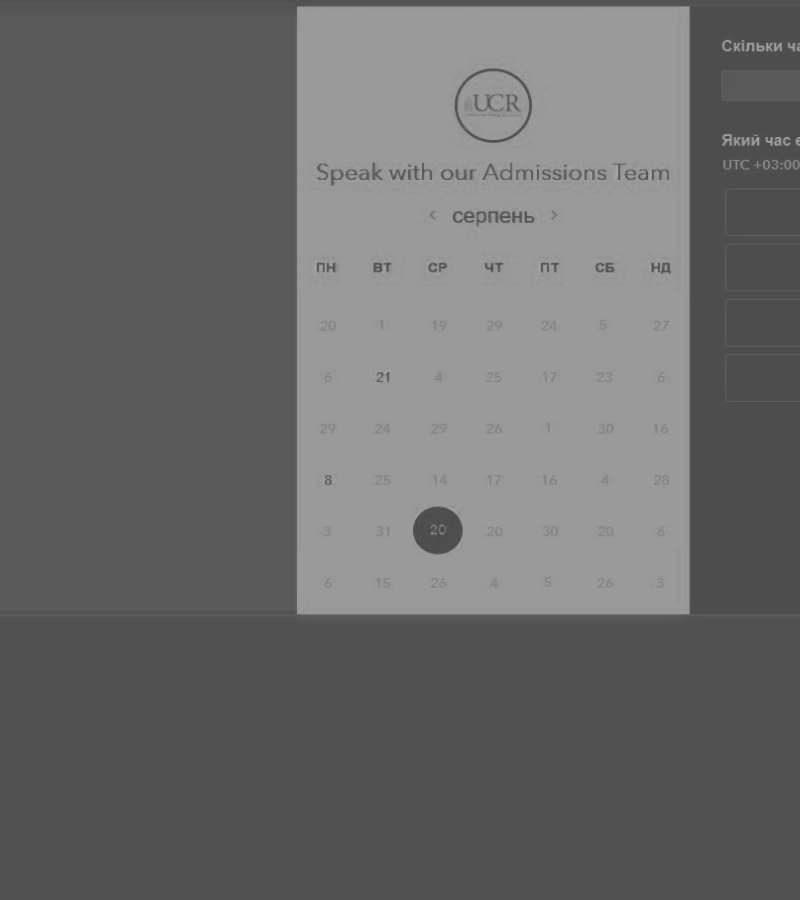 UCR
Speak with our Admissions Team
‹ серпень ›
ПН ВТ СР ЧТ ПТ СБ НД
20 1 19 29 24 5 27
6 21 4 25 17 23 6
29 24 29 26 1 30 16
8 25 14 17 16 4 28
3 31 20 20 30 20 6
6 15 26 4 5 26 3
Скільки ча
Який час є
UTC +03:00